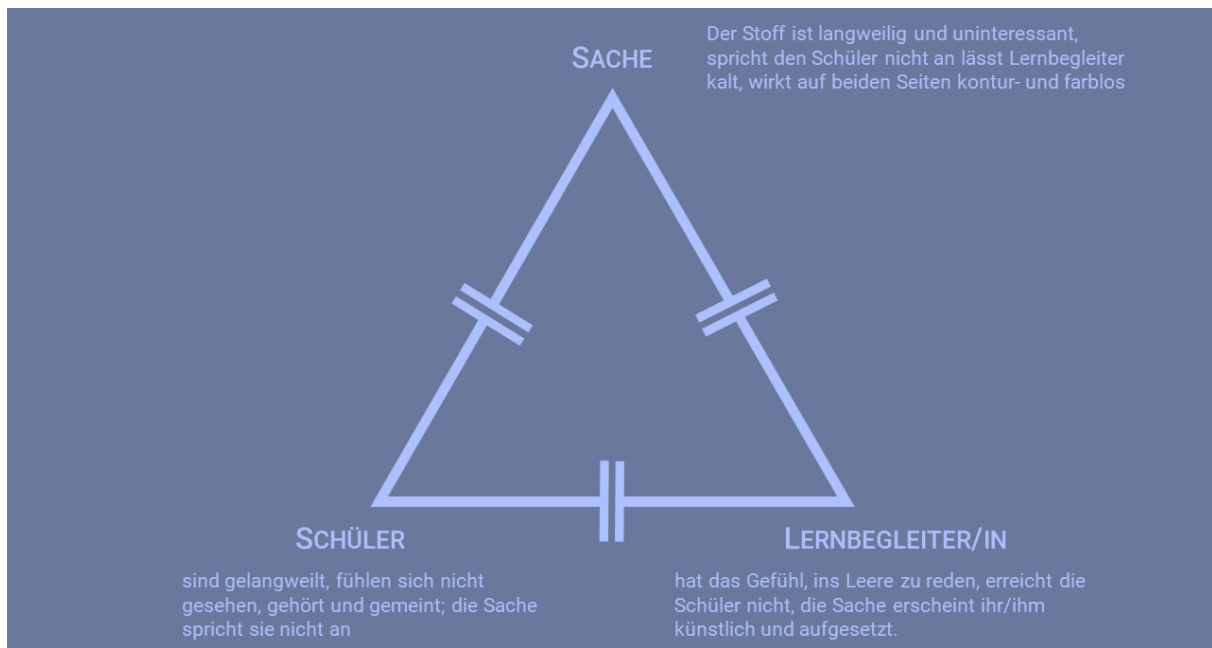 SACHE
Der Stoff ist langweilig und uninteressant,
spricht den Schüler nicht an lässt Lernbegleiter
kalt, wirkt auf beiden Seiten kontur- und farblos
SCHÜLER
sind gelangweilt, fühlen sich nicht
gesehen, gehört und gemeint; die Sache
spricht sie nicht an
LERNBEGLEITER/IN
hat das Gefühl, ins Leere zu reden, erreicht die
Schüler nicht, die Sache erscheint ihr/ihm
künstlich und aufgesetzt.